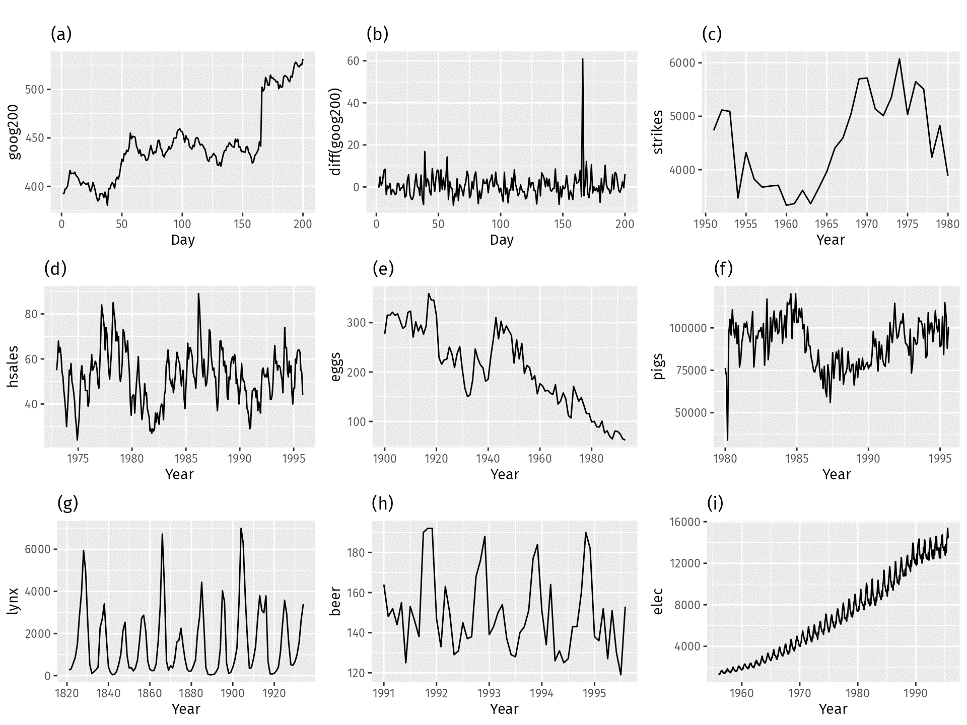 (a) (b) (c)
goog200 diff(goog200) strikes
500 450 400
60 40 20 0
6000 5000 4000
0 50 100 150 200
0 50 100 150 200
1950 1955 1960 1965 1970 1975 1980
Day Day Year
(d) (e) (f)
hsales eggs pigs
80 60 40
300 200 100
100000 75000 50000
1975 1980 1985 1990 1995
1900 1920 1940 1960 1980
1980 1985 1990 1995
Year Year Year
(g) (h) (i)
lynx beer elec
6000 4000 2000 0
180 160 140 120
16000 12000 8000 4000
1820 1840 1860 1880 1900 1920
1991 1992 1993 1994 1995
1960 1970 1980 1990
Year Year Year